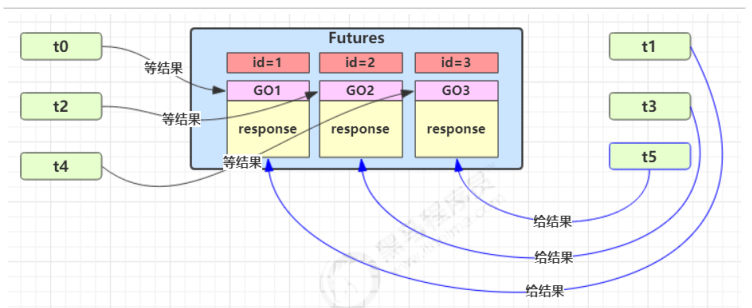 Futures
t0
t1
id=1
id=2
id=3
等结果
GO1
GO2
GO3
t2
t3
等结果
response
response
response
t4
t5
等结果
给结果
给结果
给结果